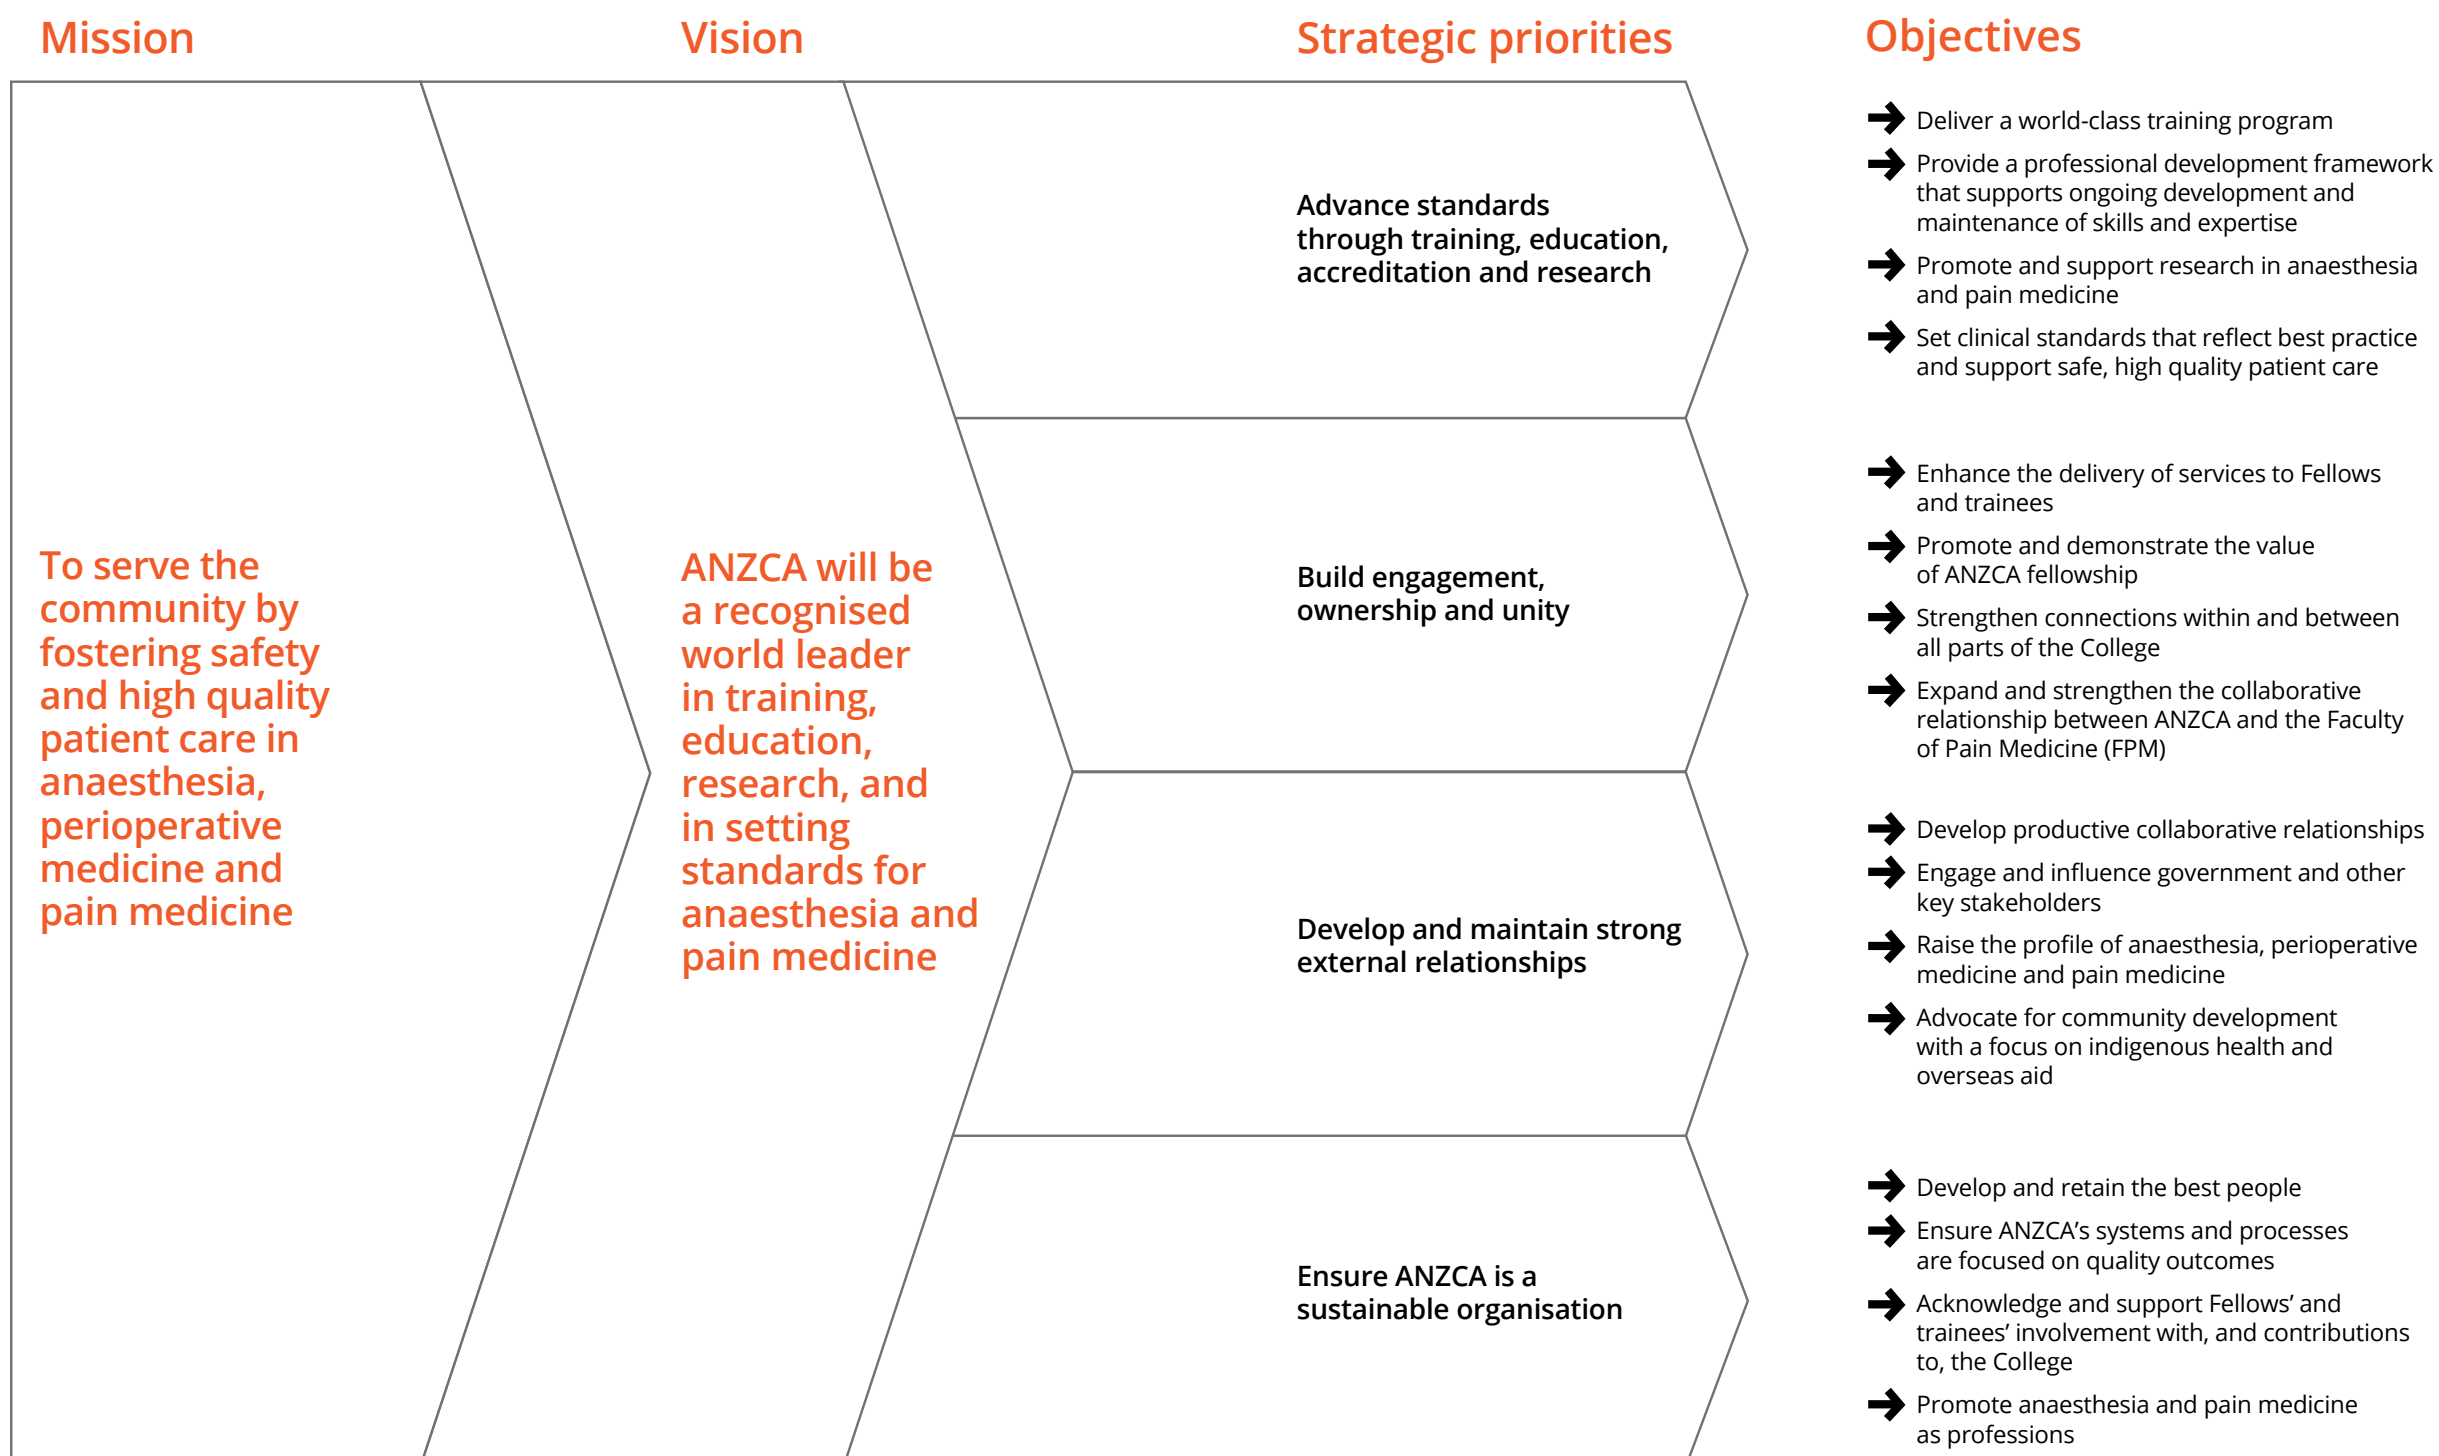 Mission
To serve the
community by
fostering safety
and high quality
patient care in
anaesthesia,
perioperative
medicine and
pain medicine
Vision
ANZCA will be
a recognised
world leader
in training,
education,
research, and
in setting
standards for
anaesthesia and
pain medicine
Strategic priorities
Objectives
Advance standards
through training, education,
accreditation and research
Deliver a world-class training program
Provide a professional development framework
that supports ongoing development and
maintenance of skills and expertise
Promote and support research in anaesthesia
and pain medicine
Set clinical standards that reflect best practice
and support safe, high quality patient care
Build engagement,
ownership and unity
Enhance the delivery of services to Fellows
and trainees
Promote and demonstrate the value
of ANZCA fellowship
Strengthen connections within and between
all parts of the College
Expand and strengthen the collaborative
relationship between ANZCA and the Faculty
of Pain Medicine (FPM)
Develop and maintain strong
external relationships
Develop productive collaborative relationships
Engage and influence government and other
key stakeholders
Raise the profile of anaesthesia, perioperative
medicine and pain medicine
Advocate for community development
with a focus on indigenous health and
overseas aid
Ensure ANZCA is a
sustainable organisation
Develop and retain the best people
Ensure ANZCA’s systems and processes
are focused on quality outcomes
Acknowledge and support Fellows’ and
trainees’ involvement with, and contributions
to, the College
Promote anaesthesia and pain medicine
as professions